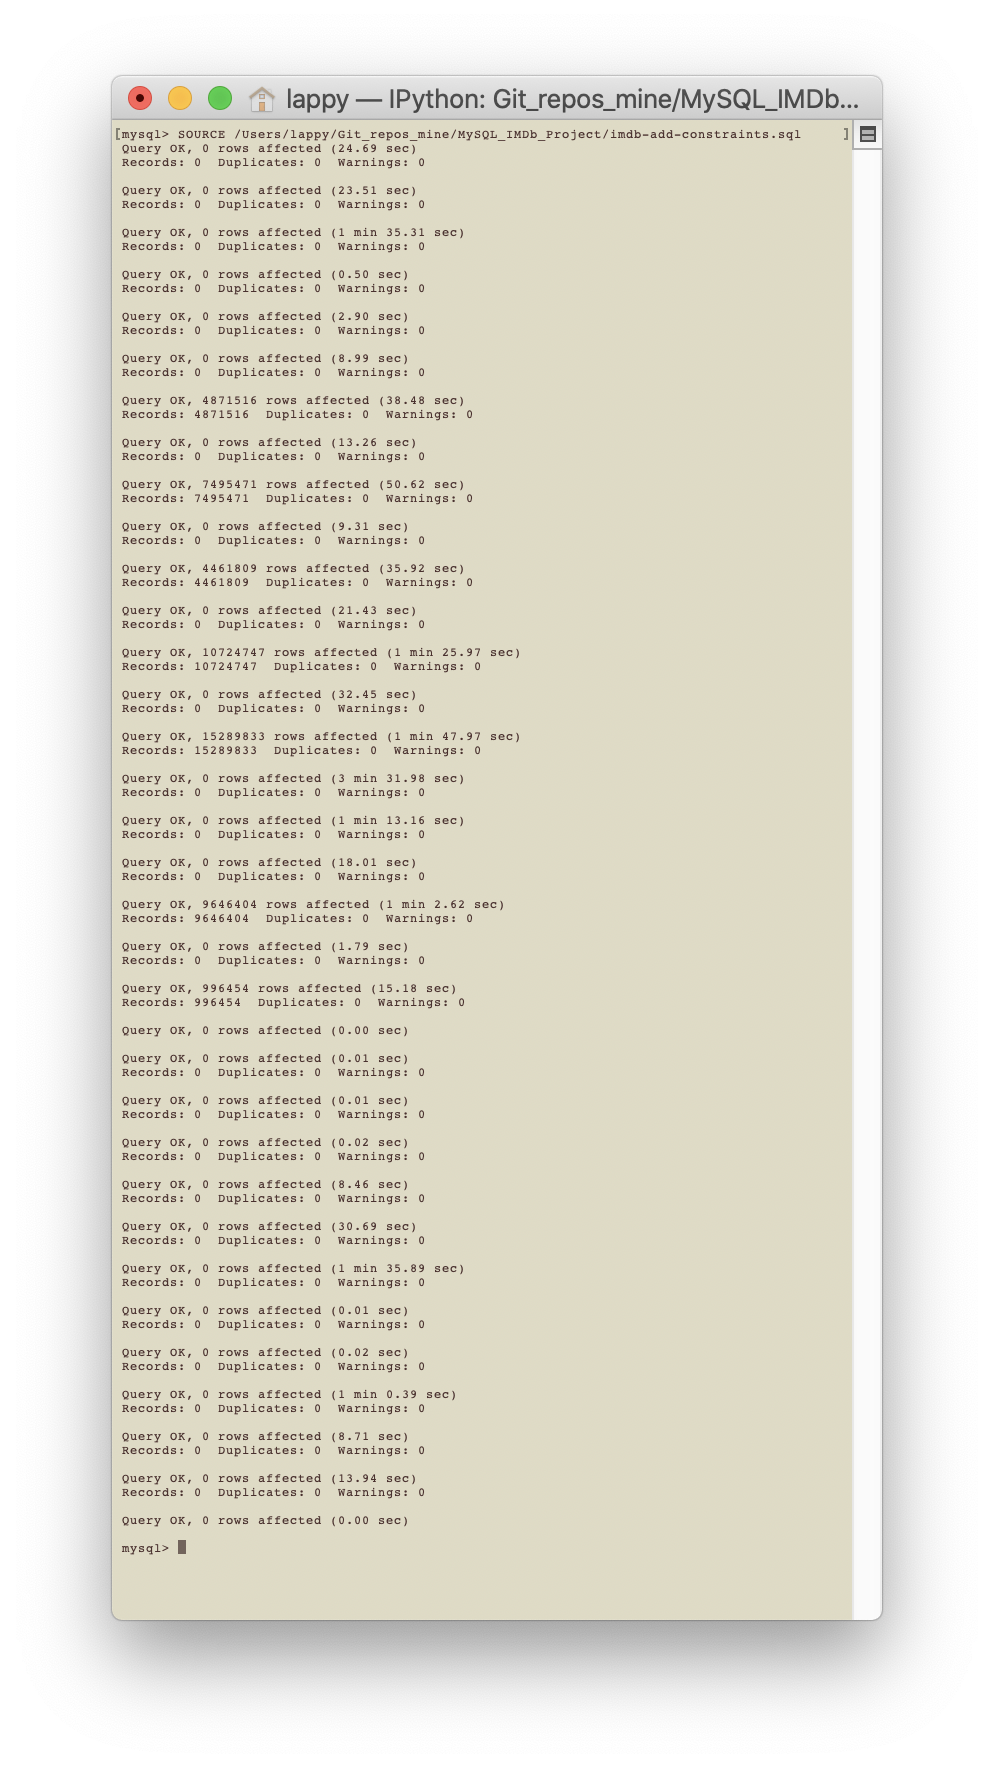 lappy — IPython: Git_repos_mine/MySQL_IMDb...
[mysql> SOURCE /Users/lappy/Git_repos_mine/MySQL_IMDb_Project/imdb-add-constraints.sql ]
Query OK, 0 rows affected (24.69 sec)
Records: 0  Duplicates: 0  Warnings: 0
Query OK, 0 rows affected (23.51 sec)
Records: 0  Duplicates: 0  Warnings: 0
Query OK, 0 rows affected (1 min 35.31 sec)
Records: 0  Duplicates: 0  Warnings: 0
Query OK, 0 rows affected (0.50 sec)
Records: 0  Duplicates: 0  Warnings: 0
Query OK, 0 rows affected (2.90 sec)
Records: 0  Duplicates: 0  Warnings: 0
Query OK, 0 rows affected (8.99 sec)
Records: 0  Duplicates: 0  Warnings: 0
Query OK, 4871516 rows affected (38.48 sec)
Records: 4871516  Duplicates: 0  Warnings: 0
Query OK, 0 rows affected (13.26 sec)
Records: 0  Duplicates: 0  Warnings: 0
Query OK, 7495471 rows affected (50.62 sec)
Records: 7495471  Duplicates: 0  Warnings: 0
Query OK, 0 rows affected (9.31 sec)
Records: 0  Duplicates: 0  Warnings: 0
Query OK, 4461809 rows affected (35.92 sec)
Records: 4461809  Duplicates: 0  Warnings: 0
Query OK, 0 rows affected (21.43 sec)
Records: 0  Duplicates: 0  Warnings: 0
Query OK, 10724747 rows affected (1 min 25.97 sec)
Records: 10724747  Duplicates: 0  Warnings: 0
Query OK, 0 rows affected (32.45 sec)
Records: 0  Duplicates: 0  Warnings: 0
Query OK, 15289833 rows affected (1 min 47.97 sec)
Records: 15289833  Duplicates: 0  Warnings: 0
Query OK, 0 rows affected (3 min 31.98 sec)
Records: 0  Duplicates: 0  Warnings: 0
Query OK, 0 rows affected (1 min 13.16 sec)
Records: 0  Duplicates: 0  Warnings: 0
Query OK, 0 rows affected (18.01 sec)
Records: 0  Duplicates: 0  Warnings: 0
Query OK, 9646404 rows affected (1 min 2.62 sec)
Records: 9646404  Duplicates: 0  Warnings: 0
Query OK, 0 rows affected (1.79 sec)
Records: 0  Duplicates: 0  Warnings: 0
Query OK, 996454 rows affected (15.18 sec)
Records: 996454  Duplicates: 0  Warnings: 0
Query OK, 0 rows affected (0.00 sec)
Query OK, 0 rows affected (0.01 sec)
Records: 0  Duplicates: 0  Warnings: 0
Query OK, 0 rows affected (0.01 sec)
Records: 0  Duplicates: 0  Warnings: 0
Query OK, 0 rows affected (0.02 sec)
Records: 0  Duplicates: 0  Warnings: 0
Query OK, 0 rows affected (8.46 sec)
Records: 0  Duplicates: 0  Warnings: 0
Query OK, 0 rows affected (30.69 sec)
Records: 0  Duplicates: 0  Warnings: 0
Query OK, 0 rows affected (1 min 35.89 sec)
Records: 0  Duplicates: 0  Warnings: 0
Query OK, 0 rows affected (0.01 sec)
Records: 0  Duplicates: 0  Warnings: 0
Query OK, 0 rows affected (0.02 sec)
Records: 0  Duplicates: 0  Warnings: 0
Query OK, 0 rows affected (1 min 0.39 sec)
Records: 0  Duplicates: 0  Warnings: 0
Query OK, 0 rows affected (8.71 sec)
Records: 0  Duplicates: 0  Warnings: 0
Query OK, 0 rows affected (13.94 sec)
Records: 0  Duplicates: 0  Warnings: 0
Query OK, 0 rows affected (0.00 sec)
mysql>